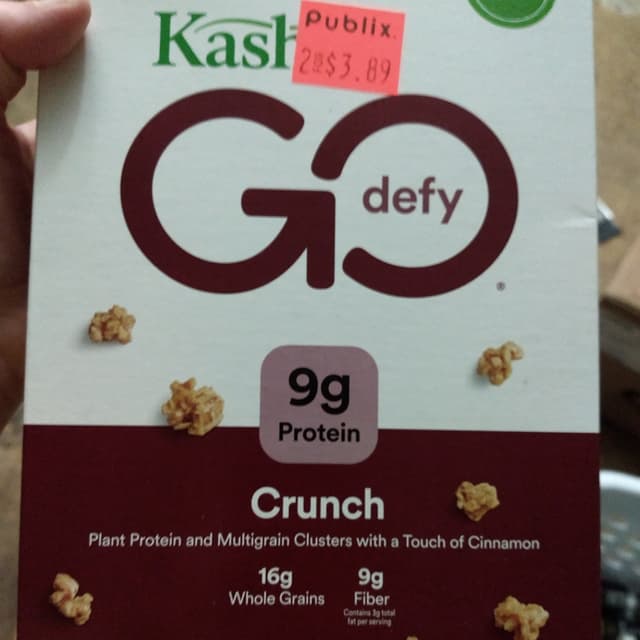 Kash
Publix.
2@$3.89
GO
defy
9g
Protein
Crunch
Plant Protein and Multigrain Clusters with a Touch of Cinnamon
16g
Whole Grains
9g
Fiber
Contains 3g total
fat per serving